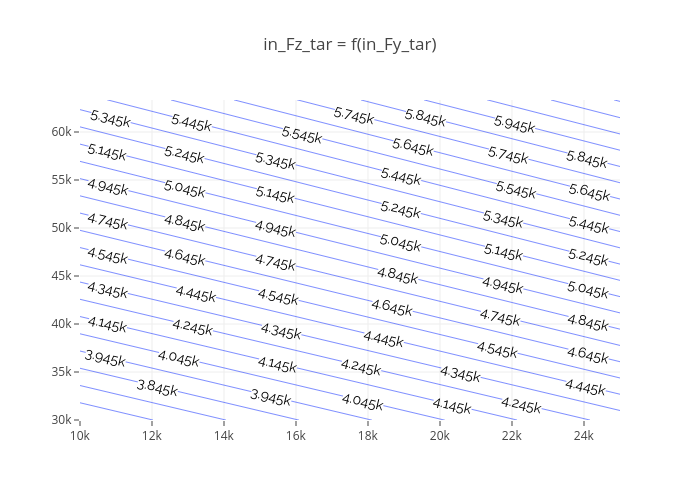 in_Fz_tar = f(in_Fy_tar)
5.745k 5.845k
60k 5.345k 5.445k 5.945k
5.545k
5.645k
5.145k 5.245k 5.345k 5.745k 5.845k
55k 4.945k 5.045k 5.145k 5.445k 5.545k 5.645k
5.245k
50k 4.745k 4.845k 4.945k 5.345k 5.445k
5.045k
4.545k 4.645k 4.745k 5.145k 5.245k
45k 4.845k
4.345k 4.445k 4.545k 4.945k 5.045k
4.645k
40k 4.145k 4.245k 4.345k 4.745k 4.845k
4.445k
3.945k 4.045k 4.145k 4.245k 4.545k 4.645k
35k 4.345k
3.845k 4.445k
3.945k 4.045k 4.145k 4.245k
30k
10k 12k 14k 16k 18k 20k 22k 24k